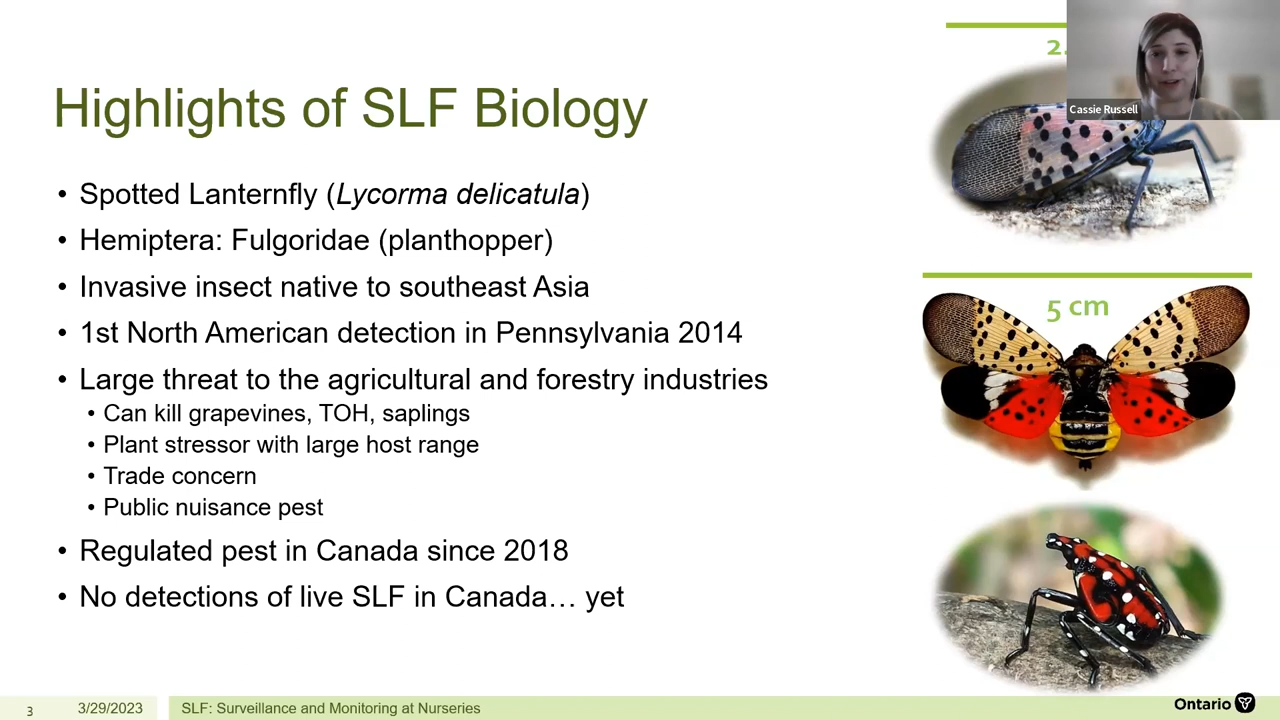 2.
Cassie Russell
Highlights of SLF Biology
• Spotted Lanternfly (Lycorma delicatula)
• Hemiptera: Fulgoridae (planthopper)
• Invasive insect native to southeast Asia
• 1st North American detection in Pennsylvania 2014
• Large threat to the agricultural and forestry industries
• Can kill grapevines, TOH, saplings
• Plant stressor with large host range
• Trade concern
• Public nuisance pest
• Regulated pest in Canada since 2018
• No detections of live SLF in Canada… yet
5 cm
3
3/29/2023
SLF: Surveillance and Monitoring at Nurseries
Ontario